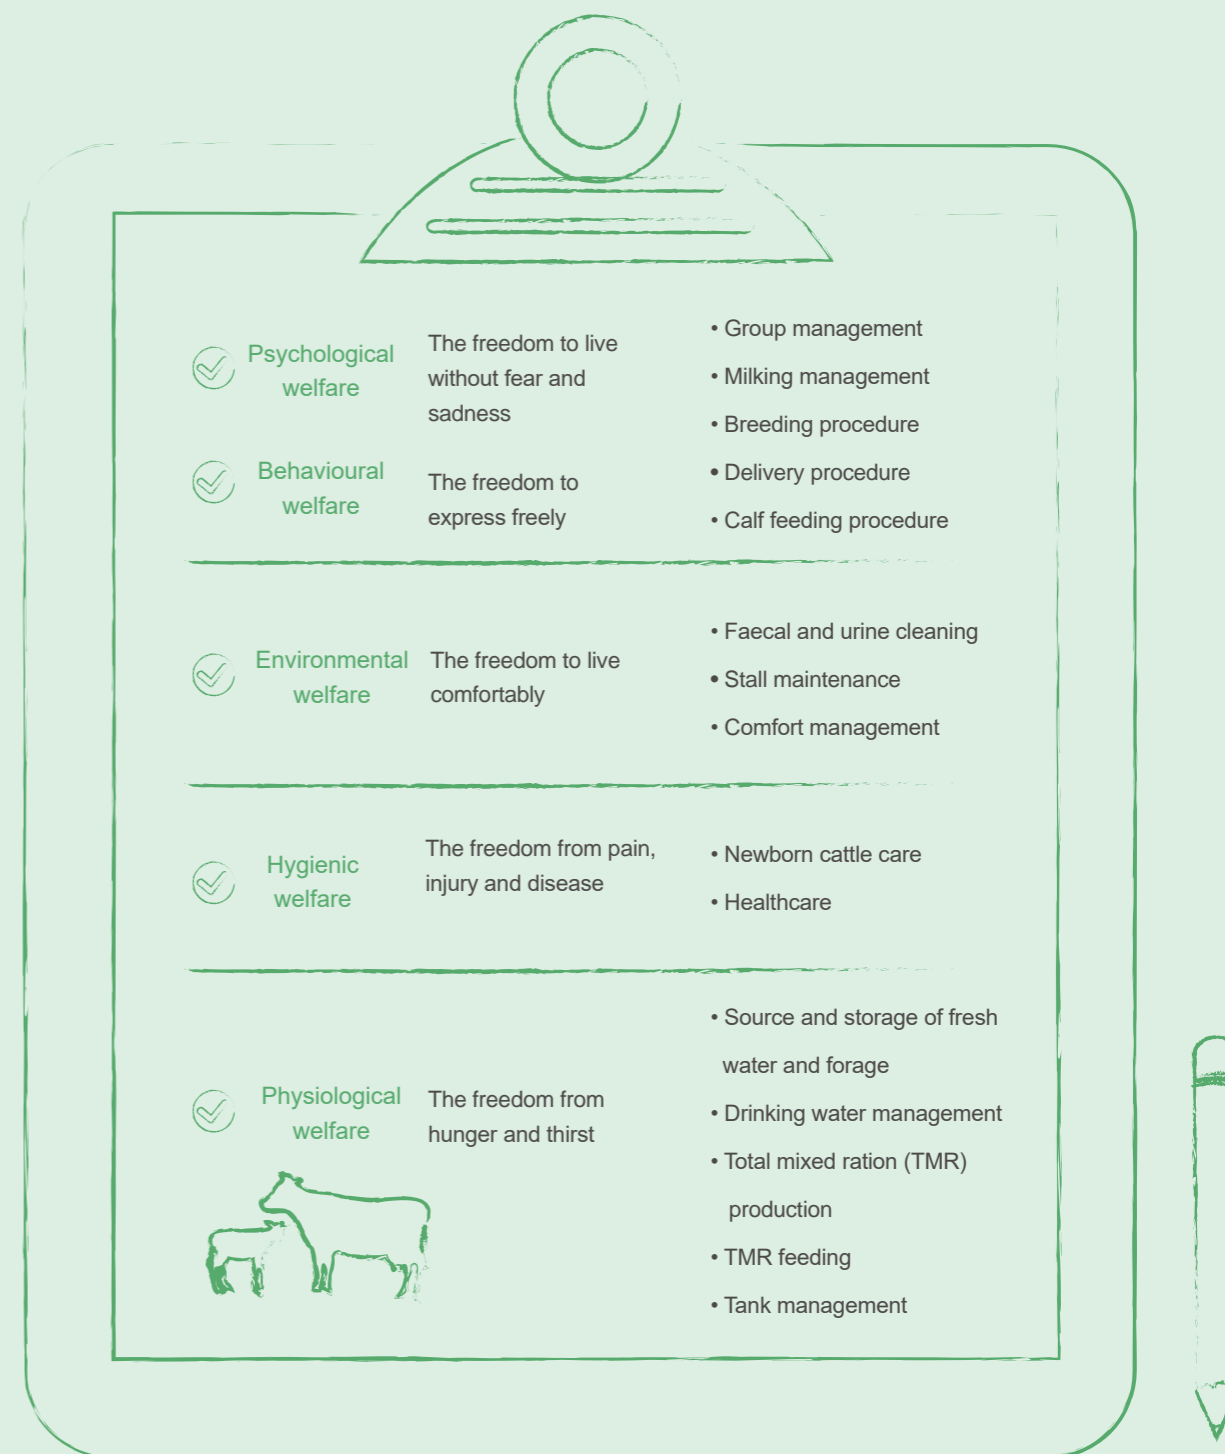 Psychological
welfare
The freedom to live
without fear and
sadness
Behavioural
welfare
The freedom to
express freely
• Group management
• Milking management
• Breeding procedure
• Delivery procedure
• Calf feeding procedure
Environmental
welfare
The freedom to live
comfortably
• Faecal and urine cleaning
• Stall maintenance
• Comfort management
Hygienic
welfare
The freedom from pain,
injury and disease
• Newborn cattle care
• Healthcare
Physiological
welfare
The freedom from
hunger and thirst
• Source and storage of fresh
water and forage
• Drinking water management
• Total mixed ration (TMR)
production
• TMR feeding
• Tank management